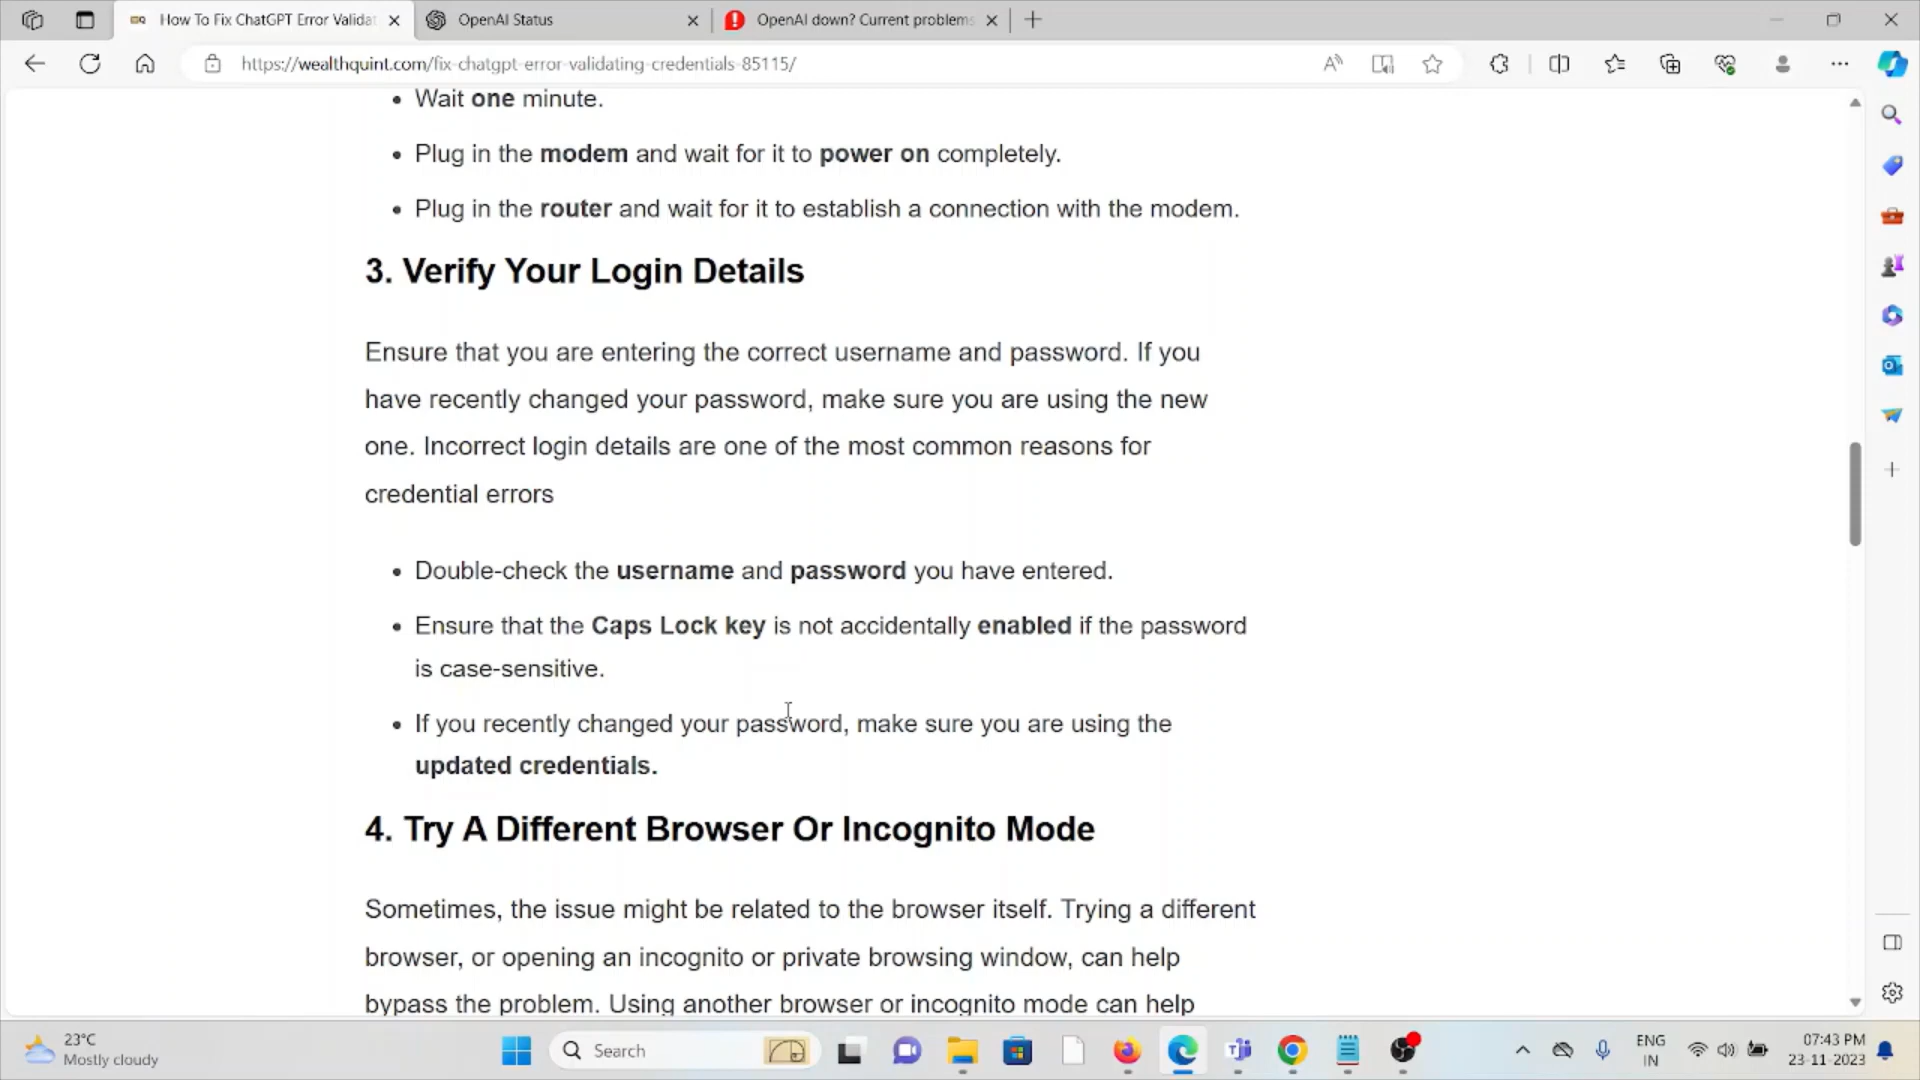 How To Fix ChatGPT Error Valida
OpenAI Status
OpenAI down? Current problems
https://wealthquint.com/fix-chatgpt-error-validating-credentials-85115/
• Wait one minute.
• Plug in the modem and wait for it to power on completely.
• Plug in the router and wait for it to establish a connection with the modem.
3. Verify Your Login Details
Ensure that you are entering the correct username and password. If you
have recently changed your password, make sure you are using the new
one. Incorrect login details are one of the most common reasons for
credential errors
• Double-check the username and password you have entered.
• Ensure that the Caps Lock key is not accidentally enabled if the password
is case-sensitive.
• If you recently changed your password, make sure you are using the
updated credentials.
4. Try A Different Browser Or Incognito Mode
Sometimes, the issue might be related to the browser itself. Trying a different
browser, or opening an incognito or private browsing window, can help
bypass the problem. Using another browser or incognito mode can help
23°C
Mostly cloudy
Search
ENG
IN
07:43 PM
23-11-2023